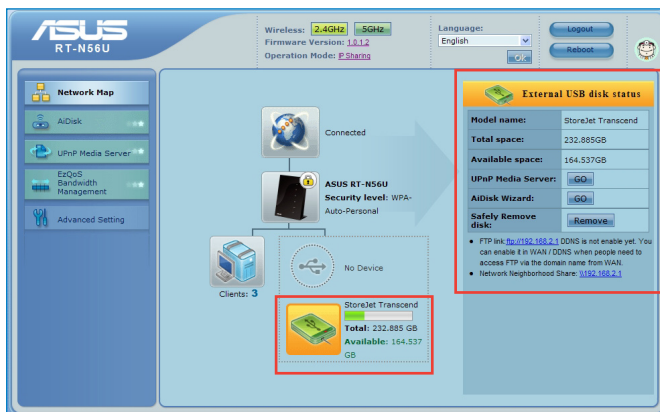 ASUS
RT-N56U
Wireless: 2.4GHz 5GHz
Firmware Version: 1.0.1.2
Operation Mode: IP Sharing
Language:
English
OK
Logout
Reboot
Network Map
AiDisk
UPnP Media Server
EzQoS
Bandwidth
Management
Advanced Setting
Connected
ASUS RT-N56U
Security level: WPA-
Auto-Personal
Clients: 3
No Device
StoreJet Transcend
Total: 232.885 GB
Available: 164.537
GB
External USB disk status
Model name: StoreJet Transcend
Total space: 232.885GB
Available space: 164.537GB
UPnP Media Server: GO
AiDisk Wizard: GO
Safely Remove
disk: Remove
FTP link:ftp://192.168.2.1 DDNS is not enable yet. You
can enable it in WAN / DDNS when people need to
access FTP via the domain name from WAN.
Network Neighborhood Share: \\192.168.2.1